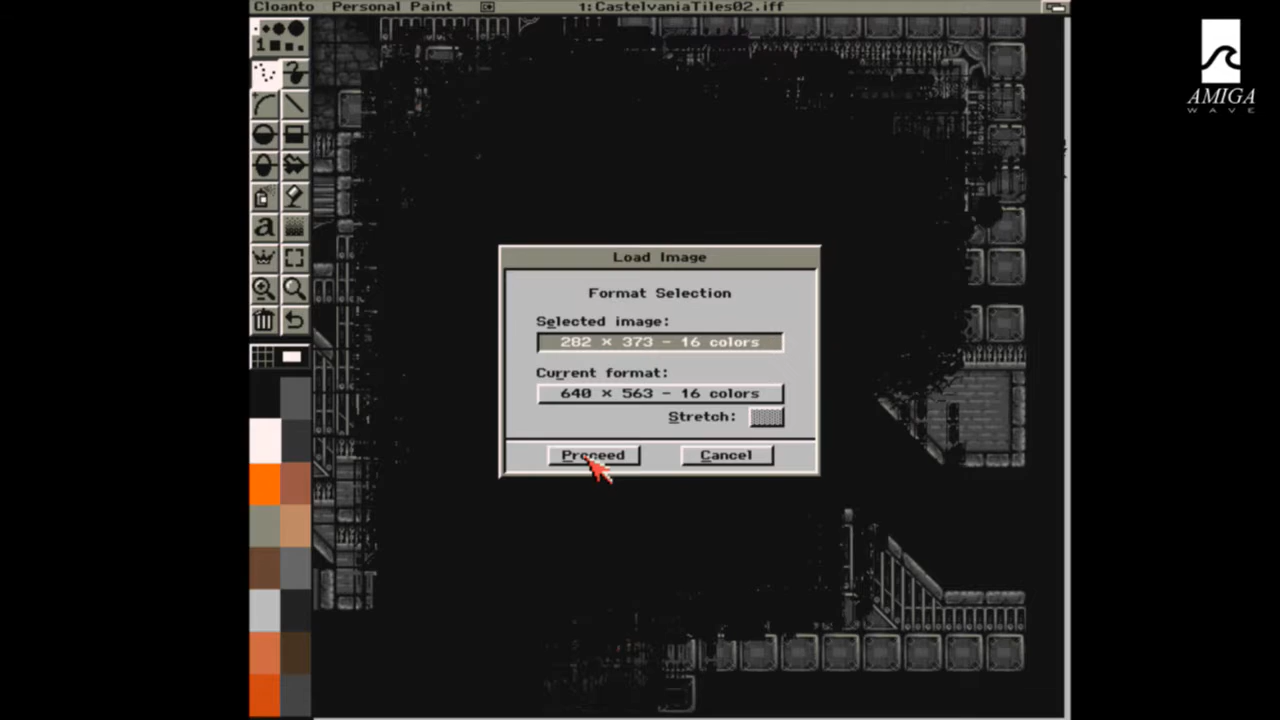 Cloanto Personal Paint 1:CastelvaniaTiles02.iff
AMIGA
WAVE
1
a
Load Image
Format Selection
Selected image:
282 × 373 - 16 colors
Current format:
640 × 563 - 16 colors
Stretch:
Proceed Cancel